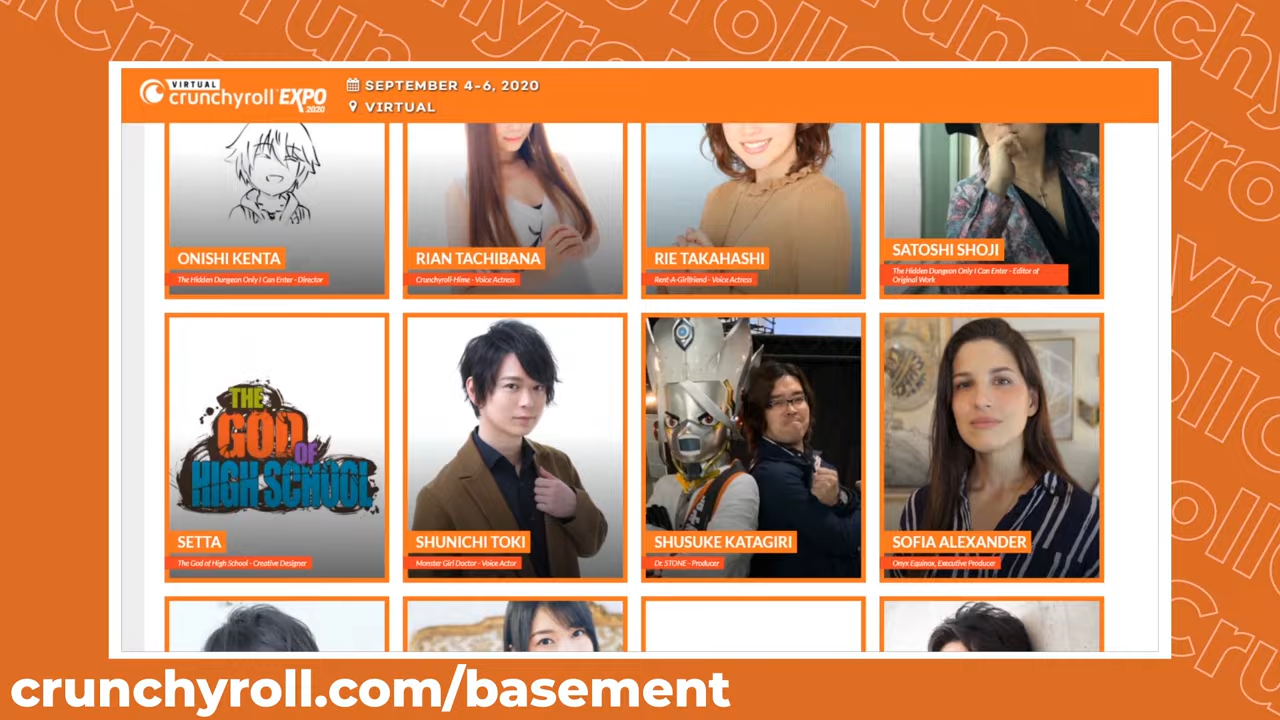 VIRTUAL
crunchyroll EXPO
2020
SEPTEMBER 4-6, 2020
VIRTUAL
ONISHI KENTA
The Hidden Dungeon Only I Can Enter - Director
RIAN TACHIBANA
Crunchyroll-Hime - Voice Actress
RIE TAKAHASHI
Rent-A-Girlfriend - Voice Actress
SATOSHI SHOJI
The Hidden Dungeon Only I Can Enter - Editor of
Original Work
THE
GOD
OF
HIGH SCHOOL
SETTA
The God of High School - Creative Designer
SHUNICHI TOKI
Monster Girl Doctor - Voice Actor
SHUSUKE KATAGIRI
Dr. STONE - Producer
SOFIA ALEXANDER
Onyx Equinox, Executive Producer
crunchyroll.com/basement